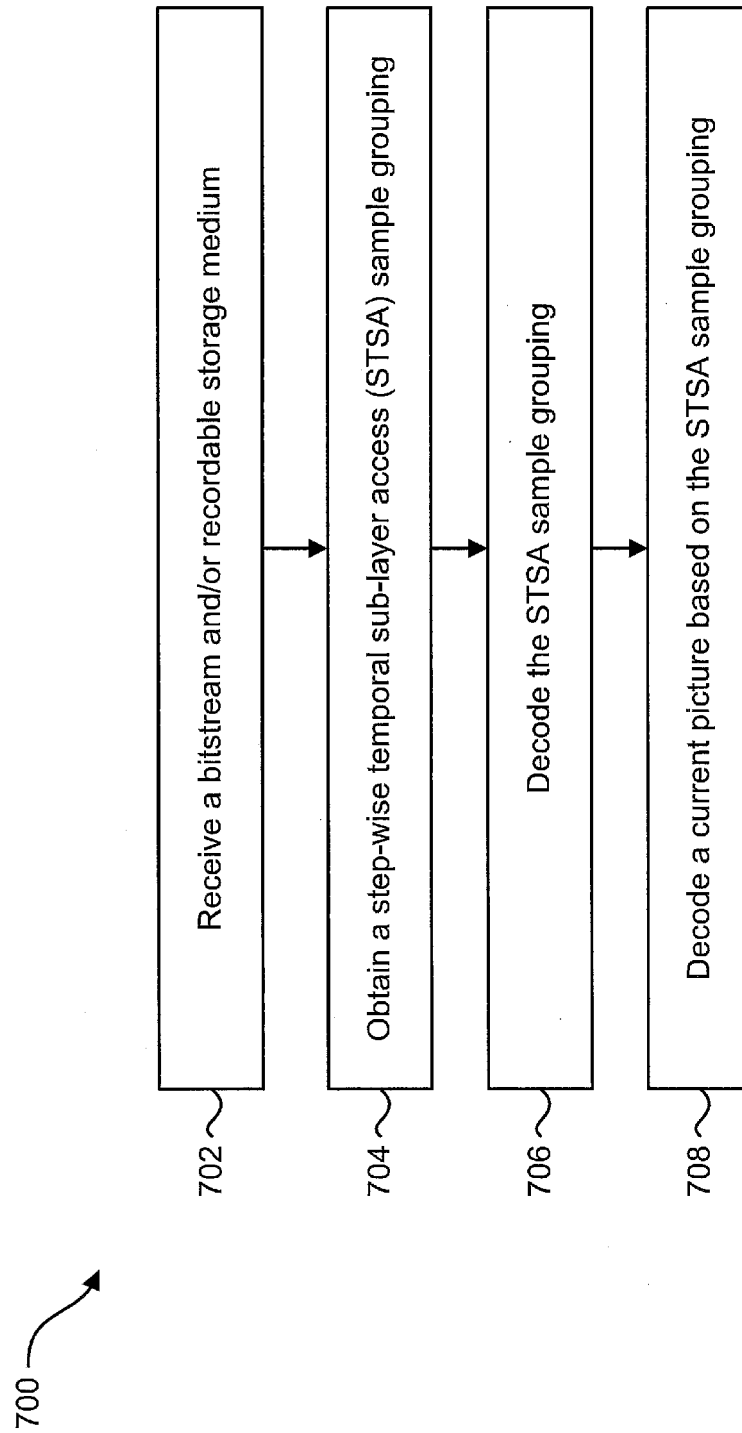 700
702
Receive a bitstream and/or recordable storage medium
704
Obtain a step-wise temporal sub-layer access (STSA) sample grouping
706
Decode the STSA sample grouping
708
Decode a current picture based on the STSA sample grouping